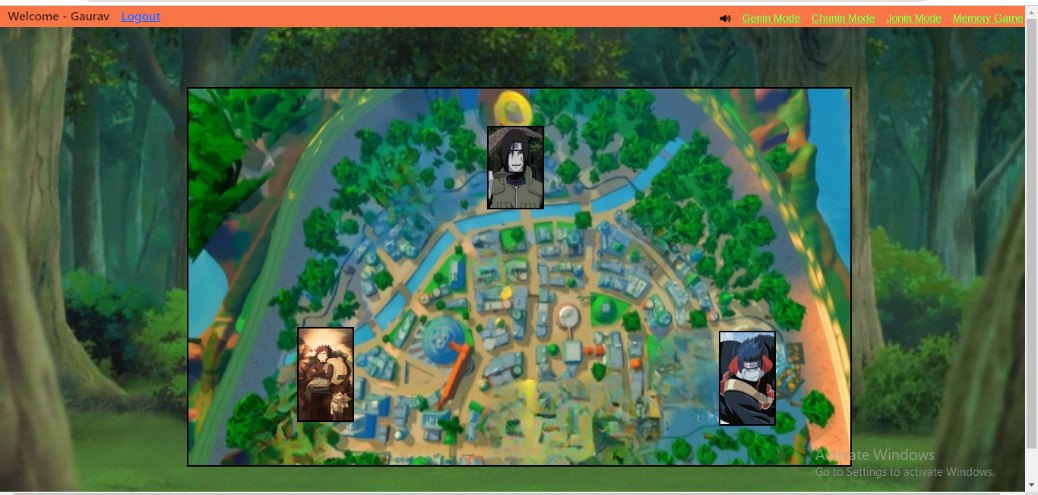 Welcome - Gaurav Logout Genin Mode Chunin Mode Jonin Mode Memory Game
Activate Windows
Go to Settings to activate Windows.